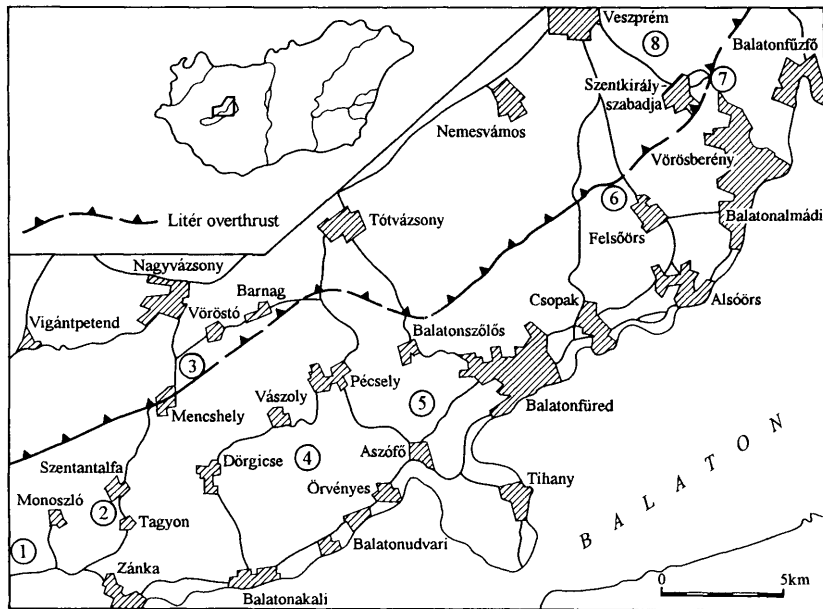 Veszprém
8
Balatonfűzfő
7
Szentkirály-
szabadja
Nemesvámos
Vörösberény
Litér overthrust
6
Tótvázsony
Balatonalmádi
Felsőörs
Nagyvázsony
Barnag
Csopak
Alsóörs
Vöröstó
Vigántpetend
Balatonszőlős
3
Pécsely
Mencshely
Vászoly
5
Balatonfüred
Szentantalfa
Dörgicse
4
Aszófő
Monoszló
2
Örvényes
Tihany
Tagyon
BALATON
1
Balatonudvari
Zánka
Balatonakali
0 5km